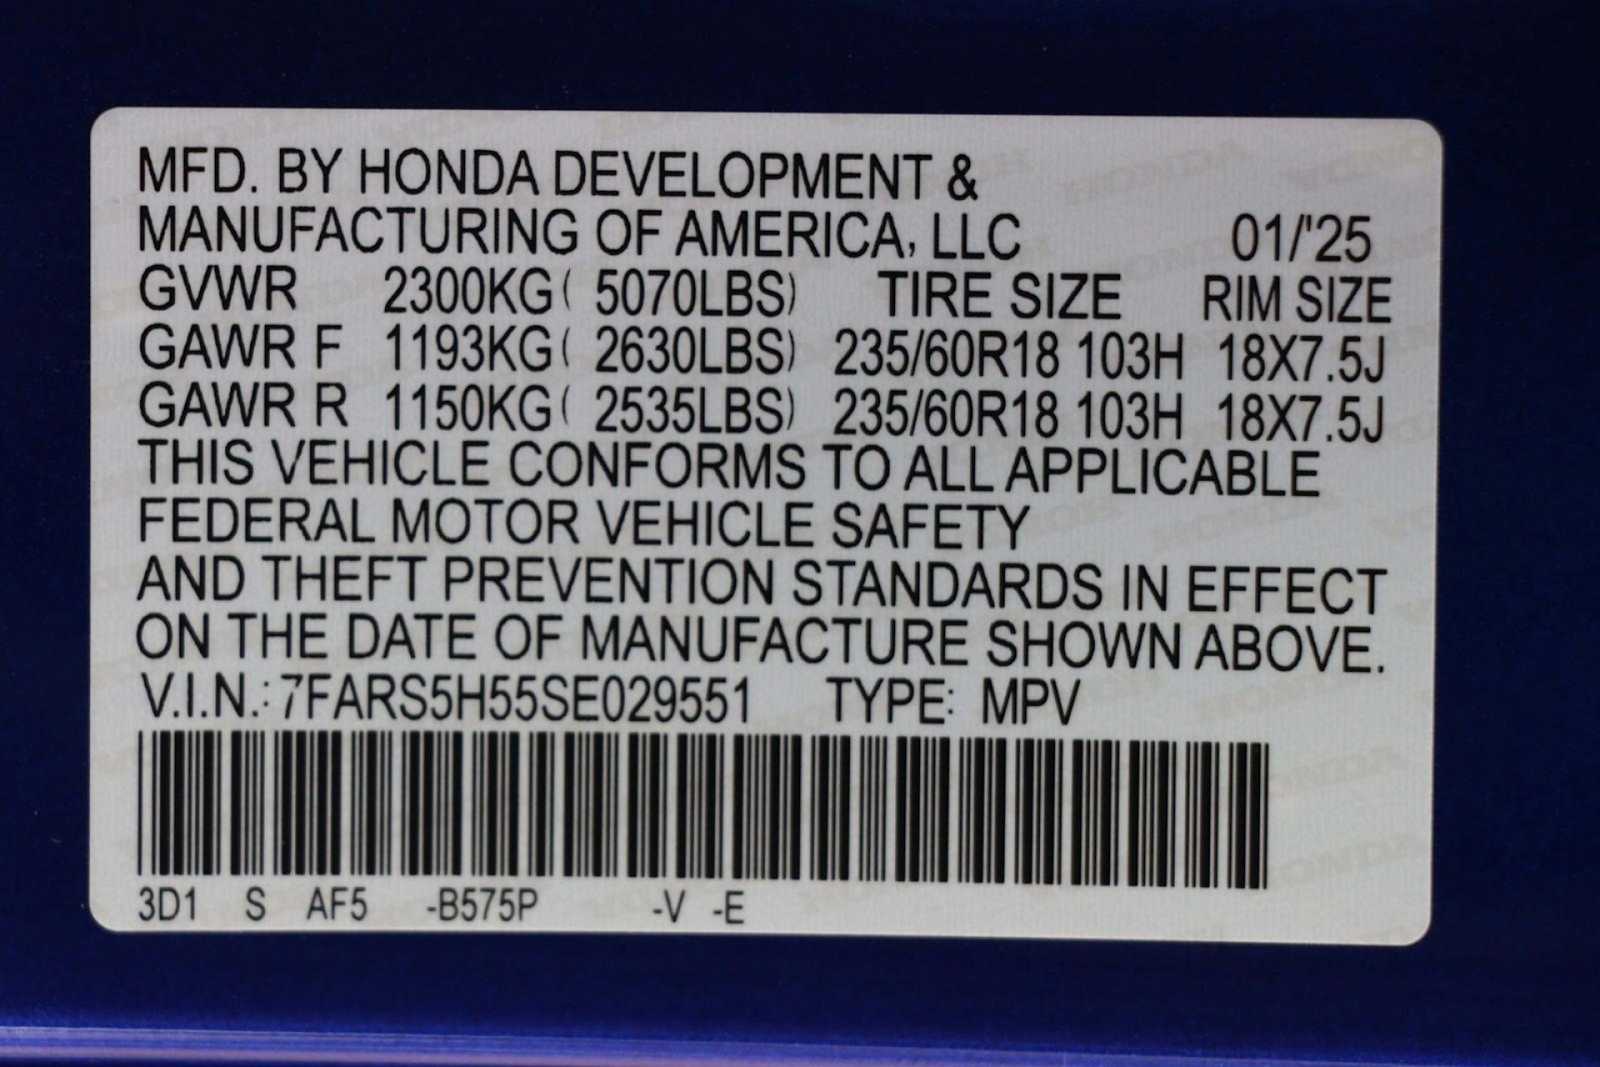 MFD. BY HONDA DEVELOPMENT &
MANUFACTURING OF AMERICA, LLC 01/'25
GVWR 2300KG( 5070LBS) TIRE SIZE RIM SIZE
GAWR F 1193KG( 2630LBS) 235/60R18 103H 18X7.5J
GAWR R 1150KG( 2535LBS) 235/60R18 103H 18X7.5J
THIS VEHICLE CONFORMS TO ALL APPLICABLE
FEDERAL MOTOR VEHICLE SAFETY
AND THEFT PREVENTION STANDARDS IN EFFECT
ON THE DATE OF MANUFACTURE SHOWN ABOVE.
V.I.N.: 7FARS5H55SE029551 TYPE: MPV
3D1 S AF5 -B575P -V -E